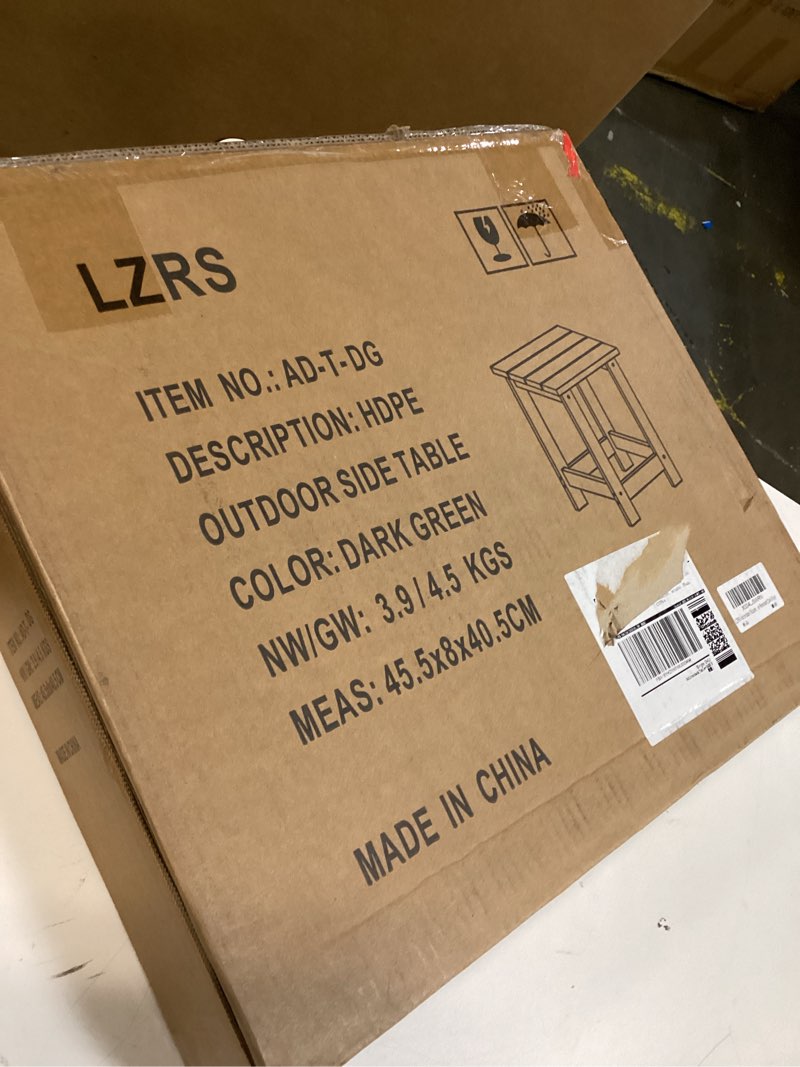 LZRS
ITEM NO.: AD-T-DG
DESCRIPTION: HDPE
OUTDOOR SIDE TABLE
COLOR: DARK GREEN
NW/GW: 3.9/4.5 KGS
MEAS: 45.5x8x40.5CM
MADE IN CHINA